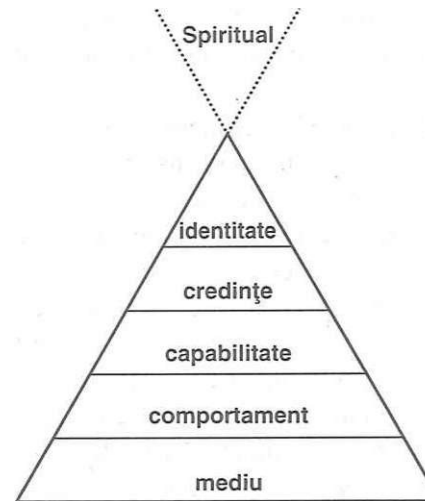 Spiritual
identitate
credinţe
capabilitate
comportament
mediu